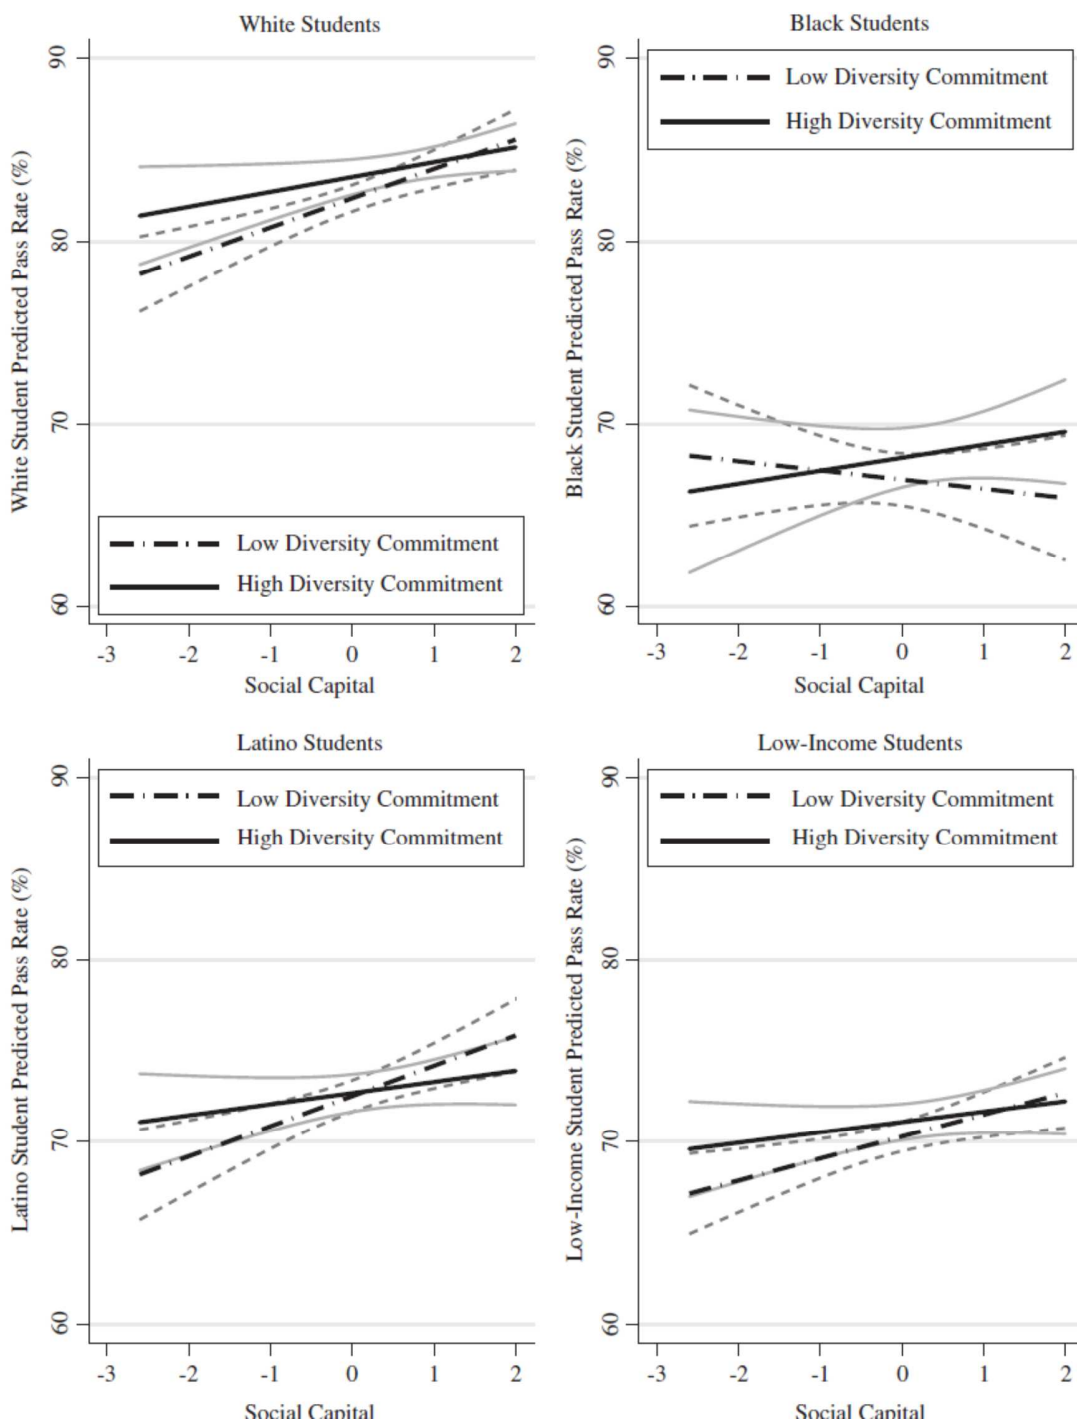 White Students
White Student Predicted Pass Rate (%)
90
80
70
60
Low Diversity Commitment
High Diversity Commitment
-3 -2 -1 0 1 2
Social Capital
Black Students
Black Student Predicted Pass Rate (%)
90
80
70
60
Low Diversity Commitment
High Diversity Commitment
-3 -2 -1 0 1 2
Social Capital
Latino Students
Latino Student Predicted Pass Rate (%)
90
80
70
60
Low Diversity Commitment
High Diversity Commitment
-3 -2 -1 0 1 2
Social Capital
Low-Income Students
Low-Income Student Predicted Pass Rate (%)
90
80
70
60
Low Diversity Commitment
High Diversity Commitment
-3 -2 -1 0 1 2
Social Capital